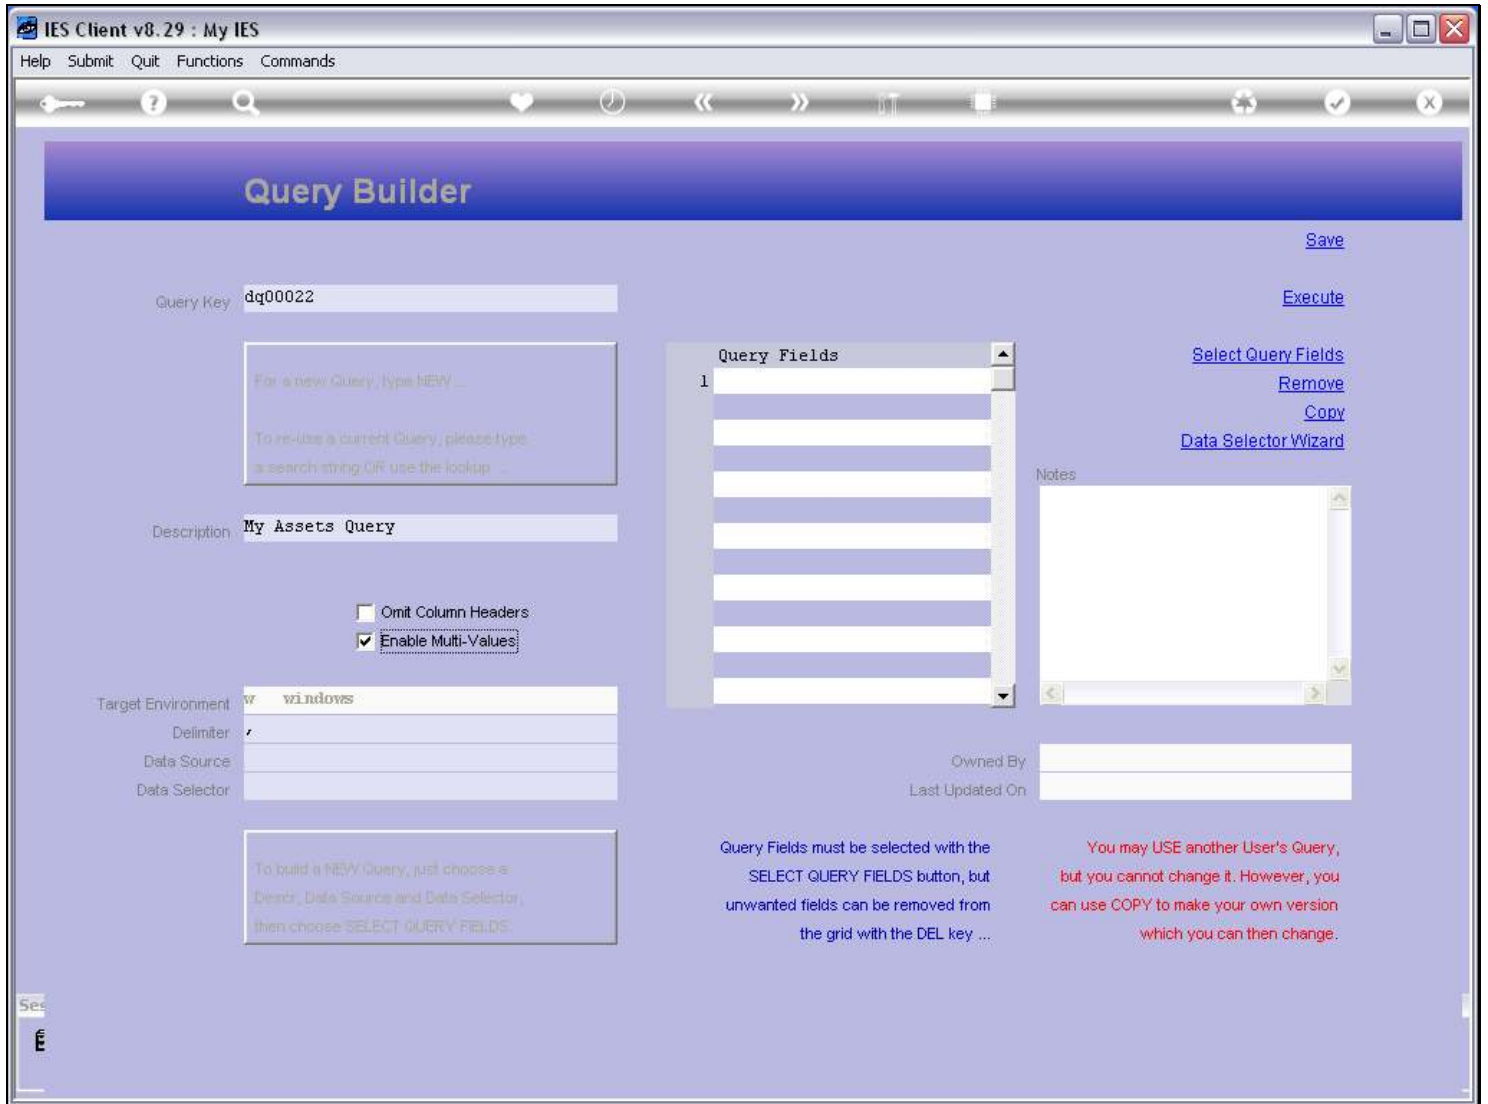 IES Client v8.29 : My IES
Help Submit Quit Functions Commands
Query Builder
Save
Query Key dq00022
Execute
For a new Query, type NEW ...
To re-use a current Query, please type
a search string OR use the lookup ...
Query Fields
1
Select Query Fields
Remove
Copy
Data Selector Wizard
Notes
Description My Assets Query
Omit Column Headers
Enable Multi-Values
Target Environment w windows
Delimiter ,
Data Source
Data Selector
Owned By
Last Updated On
To build a NEW Query, just choose a
Descr, Data Source and Data Selector,
then choose SELECT QUERY FIELDS.
Query Fields must be selected with the
SELECT QUERY FIELDS button, but
unwanted fields can be removed from
the grid with the DEL key ...
You may USE another User's Query,
but you cannot change it. However, you
can use COPY to make your own version
which you can then change.
Ses